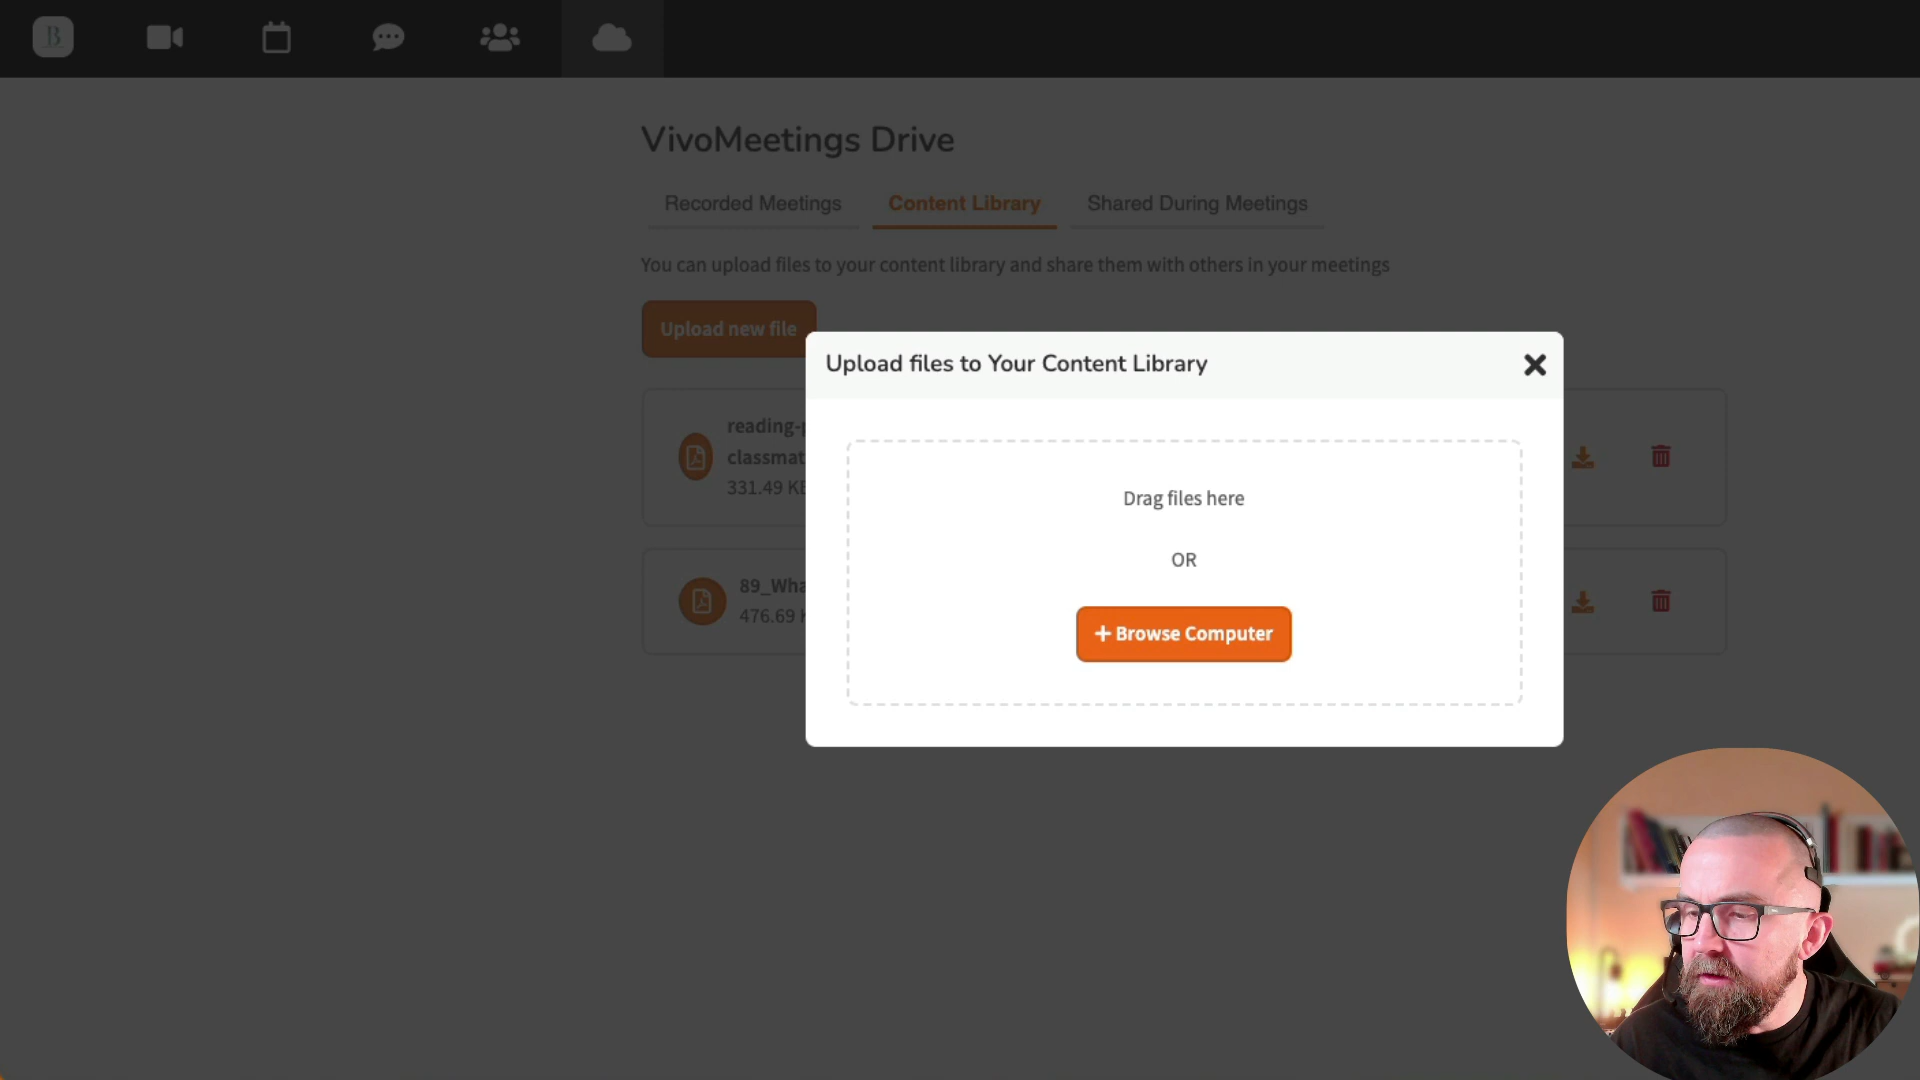 B
VivoMeetings Drive
Recorded Meetings
Content Library
Shared During Meetings
You can upload files to your content library and share them with others in your meetings
Upload new file
Upload files to Your Content Library
reading-
classmat
331.49 KB
Drag files here
OR
+ Browse Computer
89_Wha
476.69